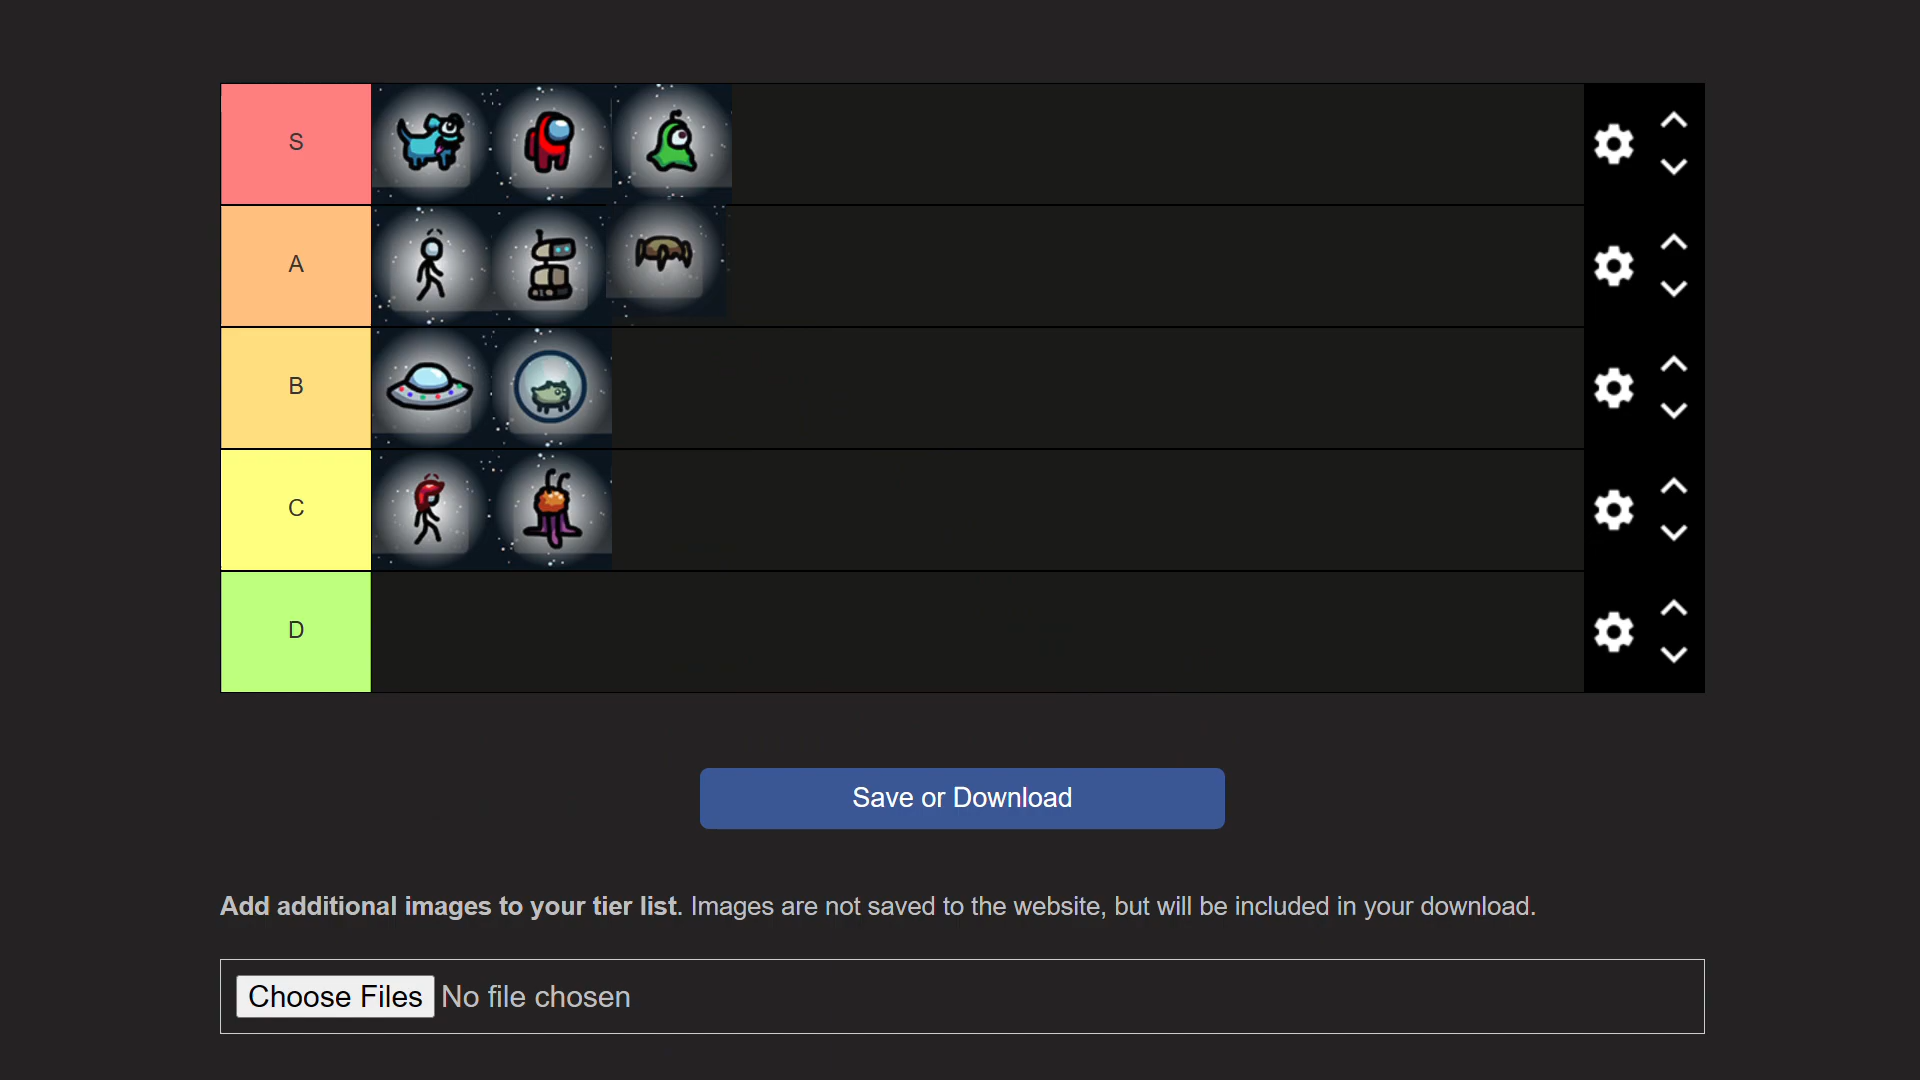 S
A
B
C
D
Save or Download
Add additional images to your tier list. Images are not saved to the website, but will be included in your download.
Choose Files No file chosen